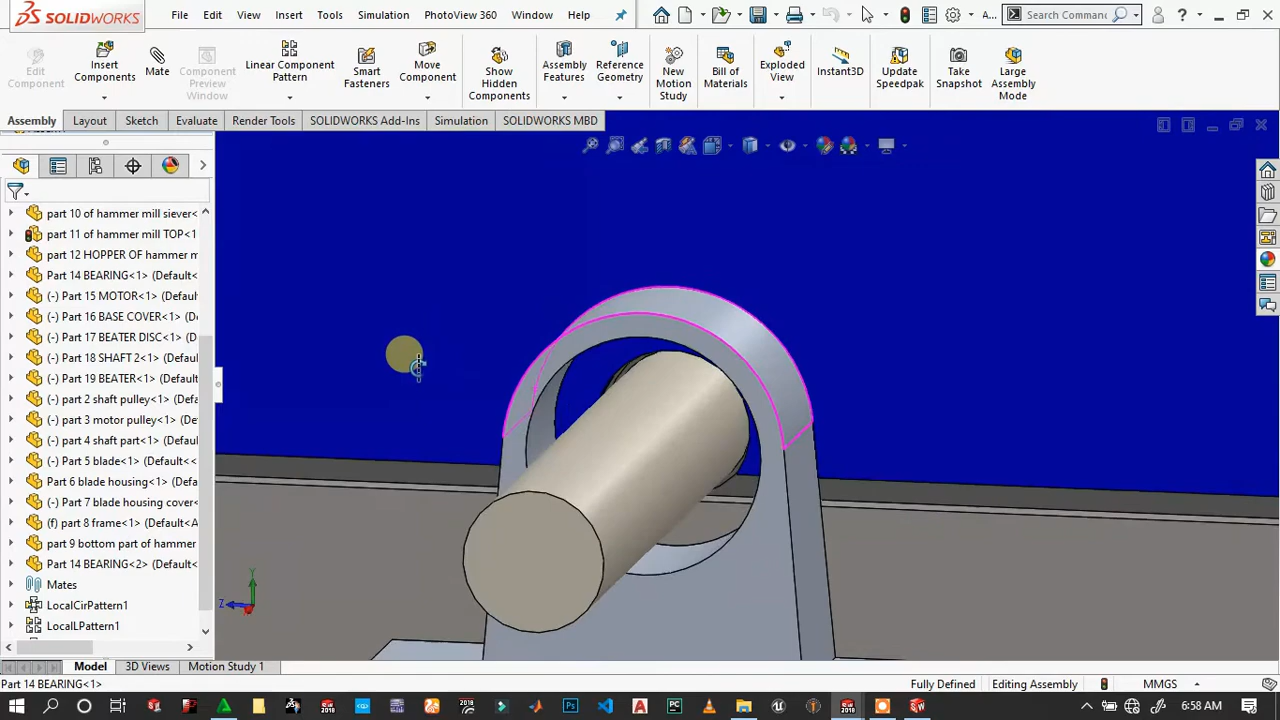 SOLIDWORKS File Edit View Insert Tools Simulation PhotoView 360 Window Help A... Search Comman
Edit Component
Insert Components
Mate
Component Preview Window
Linear Component Pattern
Smart Fasteners
Move Component
Show Hidden Components
Assembly Features
Reference Geometry
New Motion Study
Bill of Materials
Exploded View
Instant3D
Update Speedpak
Take Snapshot
Large Assembly Mode
Assembly Layout Sketch Evaluate Render Tools SOLIDWORKS Add-Ins Simulation SOLIDWORKS MBD
part 10 of hammer mill siever<
part 11 of hammer mill TOP<1
part 12 HOPPER OF hammer m
Part 14 BEARING<1> (Default<
(-) Part 15 MOTOR<1> (Default
(-) Part 16 BASE COVER<1> (D
(-) Part 17 BEATER DISC<1> (
(-) Part 18 SHAFT 2<1> (Defau
(-) Part 19 BEATER<1> (Defaul
(-) part 2 shaft pulley<1> (Def
(-) part 3 motor pulley<1> (De
(-) part 4 shaft part<1> (Defau
(-) Part 5 blade<1> (Default<
Part 6 blade housing<1> (Def
(-) Part 7 blade housing cover<
(f) part 8 frame<1> (Default<A
part 9 bottom part of hammer
Part 14 BEARING<2> (Default<
Mates
LocalCirPattern1
LocalLPattern1
Y
Z
Model 3D Views Motion Study 1
Part 14 BEARING<1> Fully Defined Editing Assembly MMGS
6:58 AM